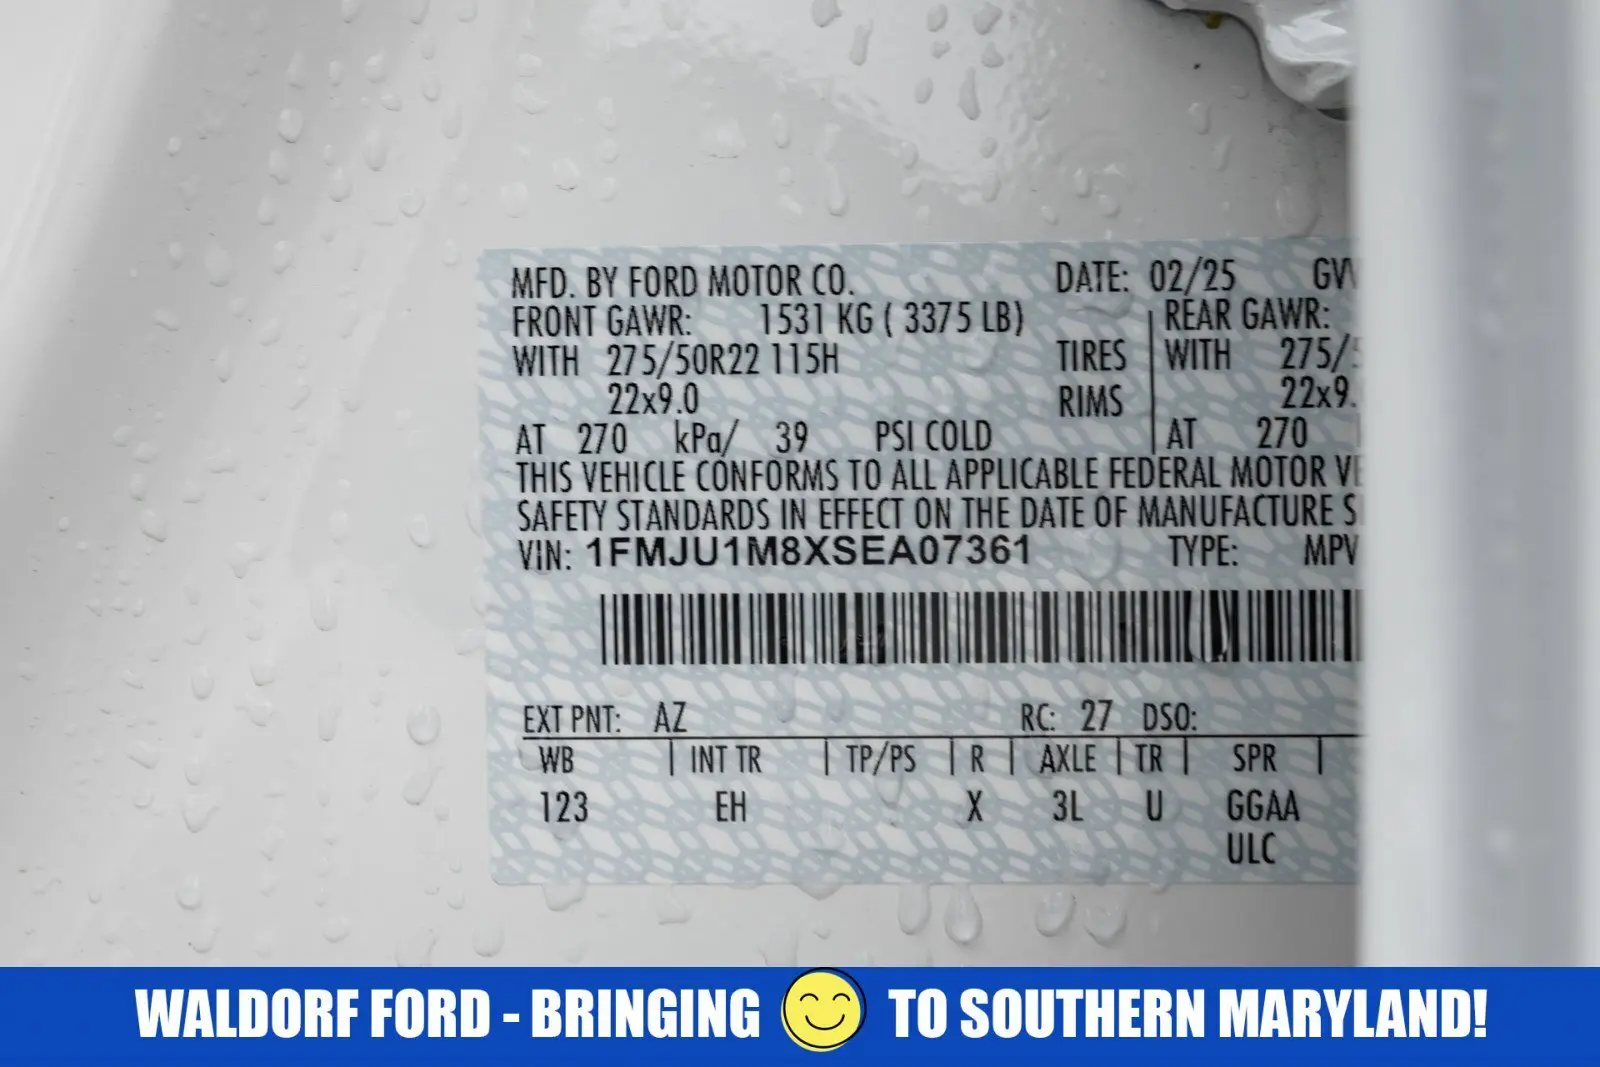 MFD. BY FORD MOTOR CO. DATE: 02/25
FRONT GAWR: 1531 KG ( 3375 LB) REAR GAWR:
WITH 275/50R22 115H TIRES WITH 275/
22x9.0 RIMS 22x9.
AT 270 kPa/ 39 PSI COLD AT 270
THIS VEHICLE CONFORMS TO ALL APPLICABLE FEDERAL MOTOR
SAFETY STANDARDS IN EFFECT ON THE DATE OF MANUFACTURE
VIN: 1FMJU1M8XSEA07361 TYPE: MPV
EXT PNT: AZ RC: 27 DSO:
WB | INT TR | TP/PS | R | AXLE | TR | SPR |
123 EH X 3L U GGAA
ULC
WALDORF FORD - BRINGING TO SOUTHERN MARYLAND!